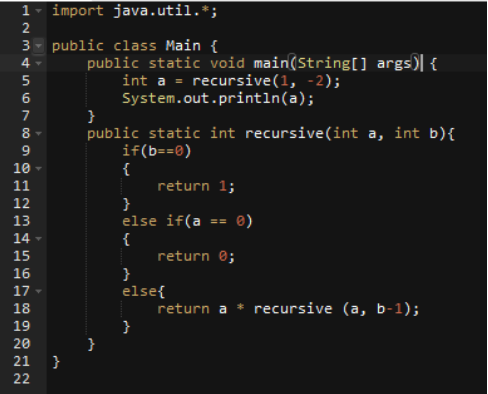 1 import java.util.*;
2
3 public class Main {
4 public static void main(String[] args) {
5 int a = recursive(1, -2);
6 System.out.println(a);
7 }
8 public static int recursive(int a, int b){
9 if(b==0)
10 {
11 return 1;
12 }
13 else if(a == 0)
14 {
15 return 0;
16 }
17 else{
18 return a * recursive (a, b-1);
19 }
20 }
21 }
22